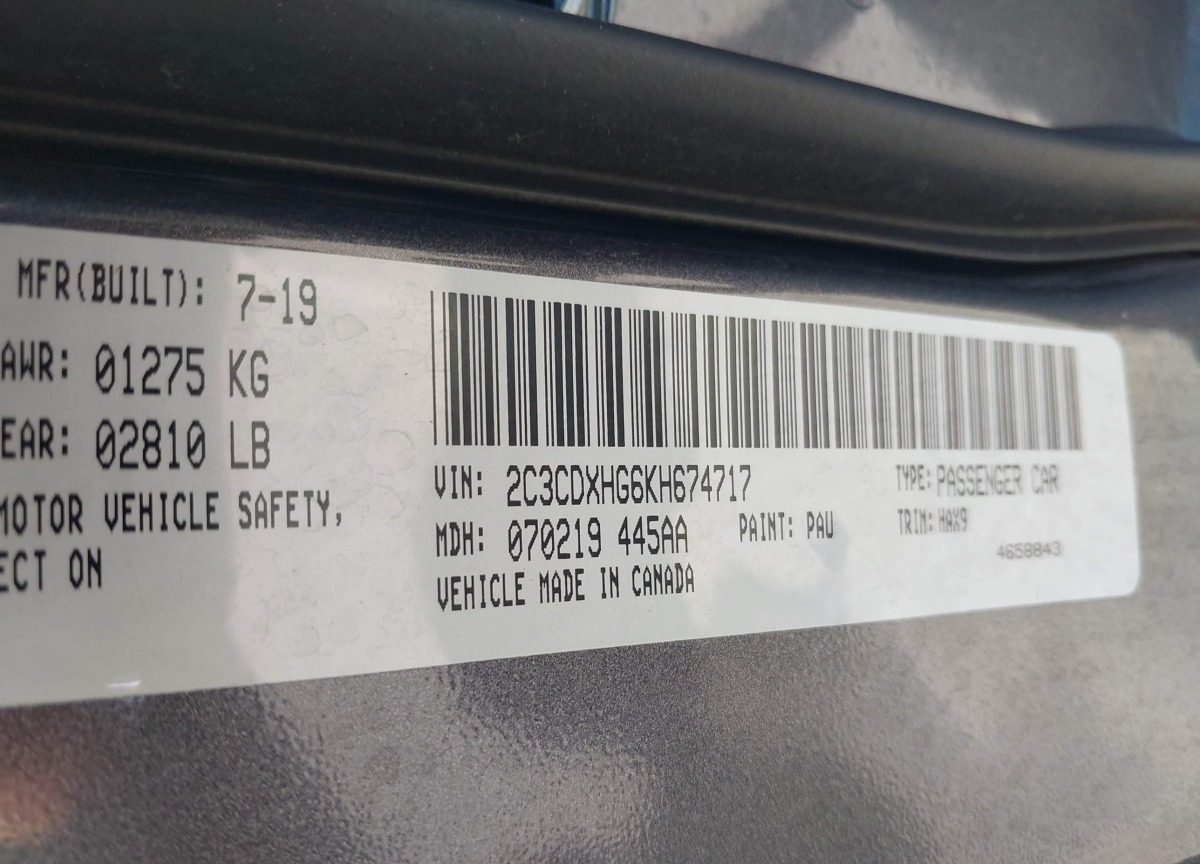 MFR(BUILT): 7-19
AWR: 01275 KG
EAR: 02810 LB
MOTOR VEHICLE SAFETY,
ECT ON
VIN: 2C3CDXHG6KH674717
TYPE: PASSENGER CAR
MDH: 070219 445AA
PAINT: PAU
TRIM: HAX9
4658843
VEHICLE MADE IN CANADA